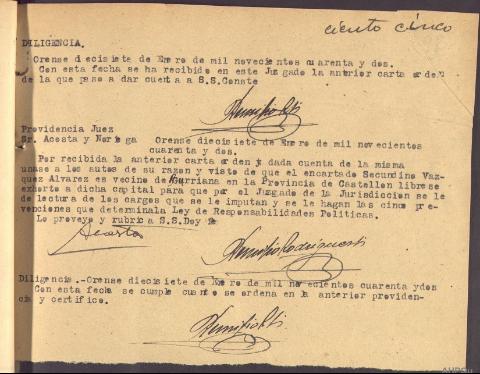 ciento cinco
DILIGENCIA.
Orense diecisiete de Enero de mil novecientos cuarenta y dos.
Con esta fecha se ha recibido en este Juzgado la anterior carta orden
de la que paso a dar cuenta a S.S. Conste
Providencia Juez
Sr. Acosta y Noriega Orense diecisiete de Enero de mil novecientos
cuarenta y dos.
Por recibida la anterior carta orden y dada cuenta de la misma
unase a los autos de su razon y visto de que el encartado Secundino Vaz
quez Alvarez es vecino de Burriana en la Provincia de Castellon librese
exhorto a dicha capital para que por el Juzgado de la Jurisdiccion se le
de lectura de los cargos que se le imputan y se le hagan las cinco pre-
venciones que determinala Ley de Responsabilidades Politicas.
Lo proveyo y rubrica S.S. Doy fe
Acosta
Diligencia.-Orense diecisiete de Enero de mil novecientos cuarenta ydos
Con esta fecha se cumple cuanto se ordena en la anterior providen-
cia y certifico.